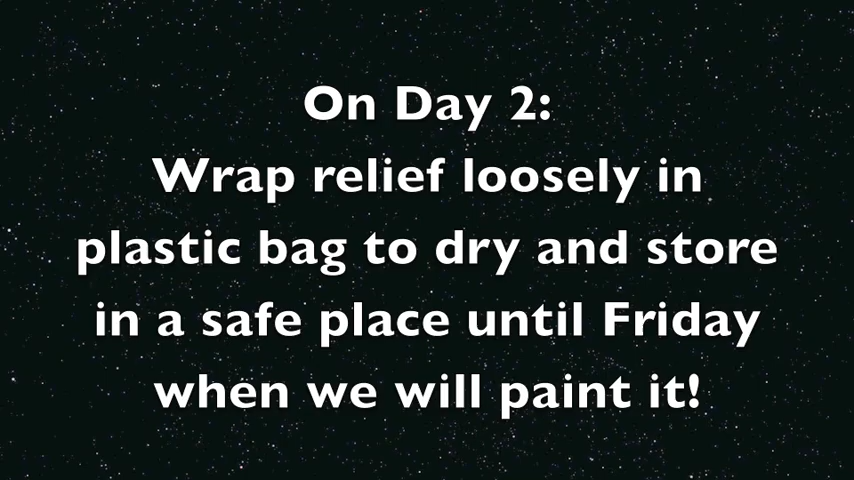 On Day 2:
Wrap relief loosely in
plastic bag to dry and store
in a safe place until Friday
when we will paint it!